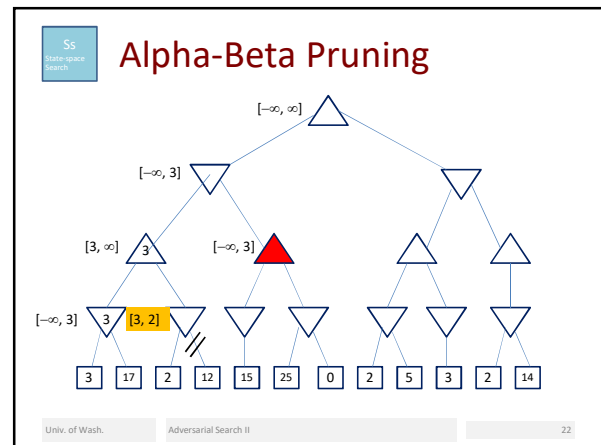 Ss
State-space
Search
Alpha-Beta Pruning
[−∞, ∞]
[−∞, 3]
[3, ∞] 3 [−∞, 3]
[−∞, 3] 3 [3, 2]
3 17 2 12 15 25 0 2 5 3 2 14
Univ. of Wash. Adversarial Search II 22